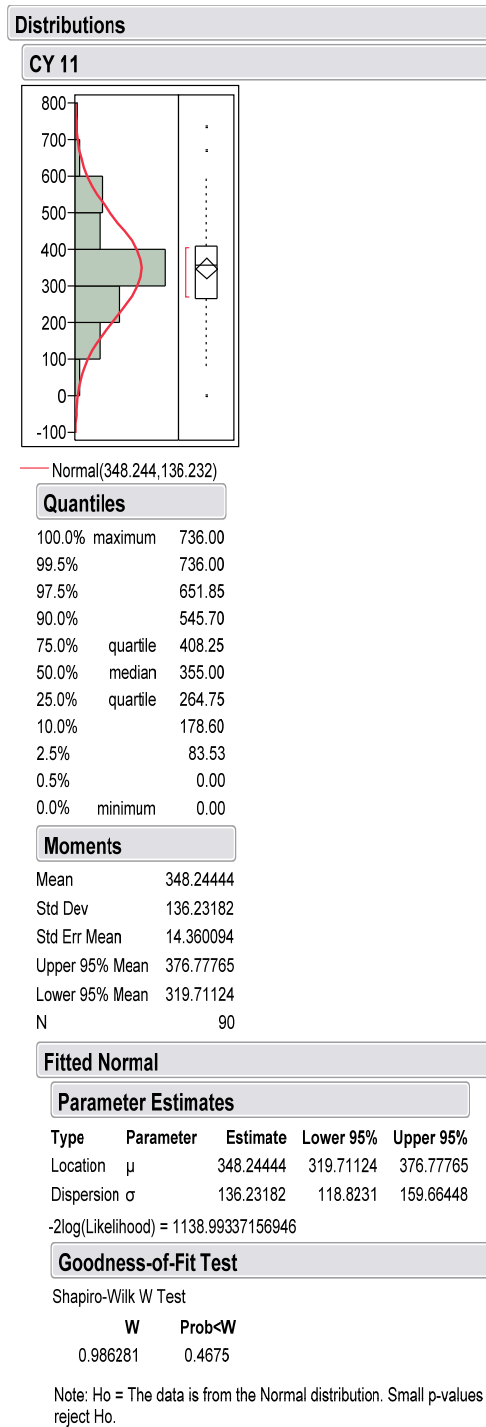 Distributions
CY 11
800
700
600
500
400
300
200
100
0
-100
Normal(348.244,136.232)
Quantiles
100.0% maximum 736.00
99.5% 736.00
97.5% 651.85
90.0% 545.70
75.0% quartile 408.25
50.0% median 355.00
25.0% quartile 264.75
10.0% 178.60
2.5% 83.53
0.5% 0.00
0.0% minimum 0.00
Moments
Mean 348.24444
Std Dev 136.23182
Std Err Mean 14.360094
Upper 95% Mean 376.77765
Lower 95% Mean 319.71124
N 90
Fitted Normal
Parameter Estimates
Type Parameter Estimate Lower 95% Upper 95%
Location μ 348.24444 319.71124 376.77765
Dispersion σ 136.23182 118.8231 159.66448
-2log(Likelihood) = 1138.99337156946
Goodness-of-Fit Test
Shapiro-Wilk W Test
W Prob<W
0.986281 0.4675
Note: Ho = The data is from the Normal distribution. Small p-values
reject Ho.